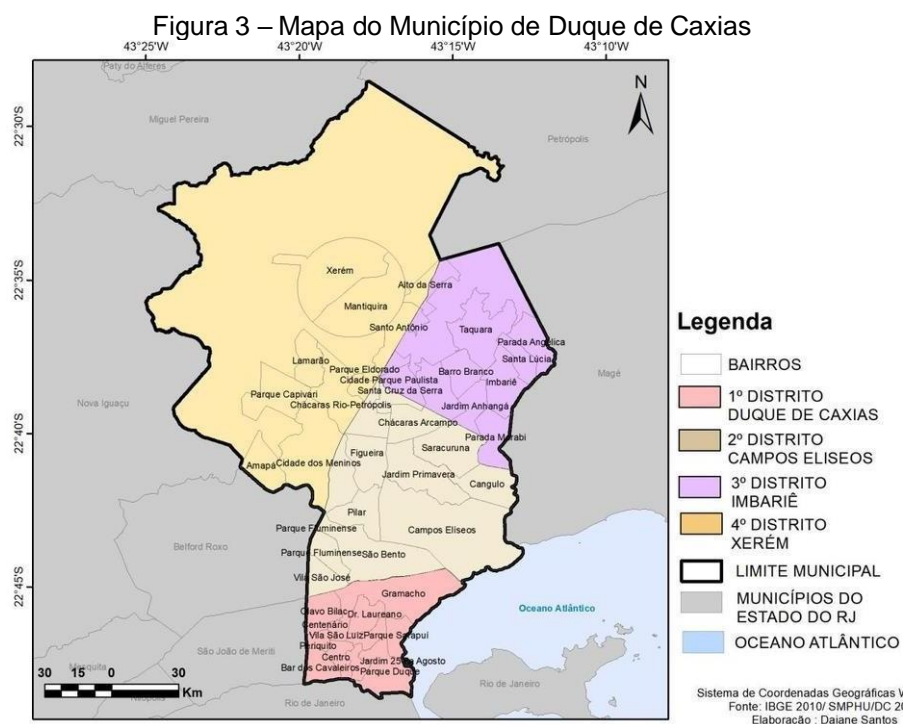 Figura 3 – Mapa do Município de Duque de Caxias
43°25'W 43°20'W 43°15'W 43°10'W
Paty do Alferes
N
22°30'S
Miguel Pereira
Petrópolis
22°35'S
Xerém
Alto da Serra
Mantiquira
Santo Antônio
Taquara
Parada Angélica
Santa Lúcia
Lamarão
Parque Eldorado
Barro Branco
Cidade Parque Paulista
Imbariê
Magé
Santa Cruz da Serra
Parque Capivari
Chácaras Rio-Petrópolis
Jardim Anhangá
Nova Iguaçu
22°40'S
Chácaras Arcampo
Parada Morabi
Saracuruna
Figueira
Amapá
Cidade dos Meninos
Jardim Primavera
Cangulo
Pilar
Parque Fluminense
Campos Elíseos
Belford Roxo
Parque Fluminense
São Bento
Vila São José
22°45'S
Gramacho
Olavo Bilac
Dr. Laureano
Oceano Atlântico
Centenário
Vila São Luiz
Parque Sarapuí
Periquito
São João de Meriti
Centro
Jardim 25 de Agosto
Bar dos Cavaleiros
Parque Duque
Mesquita
Rio de Janeiro
30 15 0 30
Km
Nilópolis
Rio de Janeiro
Legenda
BAIRROS
1º DISTRITO
DUQUE DE CAXIAS
2º DISTRITO
CAMPOS ELISEOS
3º DISTRITO
IMBARIÊ
4º DISTRITO
XERÉM
LIMITE MUNICIPAL
MUNICÍPIOS DO
ESTADO DO RJ
OCEANO ATLÂNTICO
Sistema de Coordenadas Geográficas
Fonte: IBGE 2010/ SMPHU/DC
Elaboração : Daiane Santos